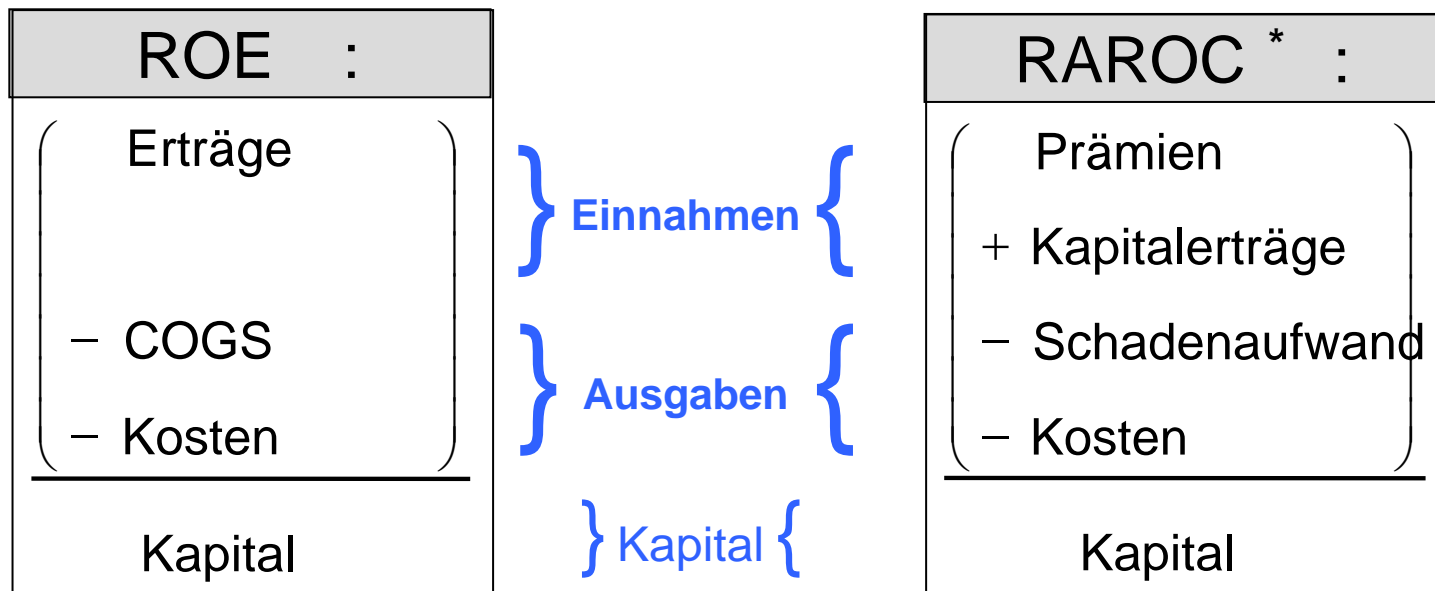 ROE :
Erträge
− COGS
− Kosten
Kapital
} Einnahmen {
} Ausgaben {
} Kapital {
RAROC * :
Prämien
+ Kapitalerträge
− Schadenaufwand
− Kosten
Kapital